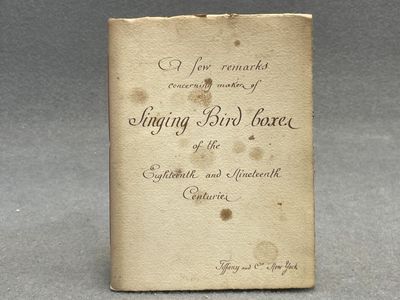 A few remarks
concerning makers of
Singing Bird boxes
of the
Eighteenth and Nineteenth
Centuries
Tiffany and Co. New York